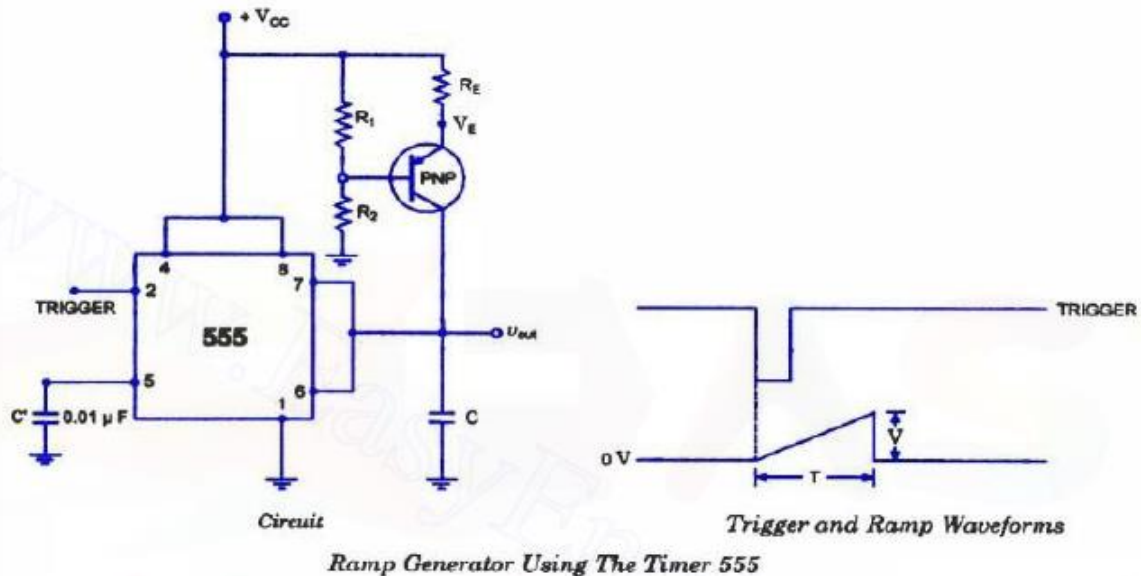 + VCC
RE
R1
VE
PNP
R2
4
8
7
2
TRIGGER
555
vout
5
6
C' 0.01 µ F
1
C
TRIGGER
0 V
V
T
Circuit
Trigger and Ramp Waveforms
Ramp Generator Using The Timer 555